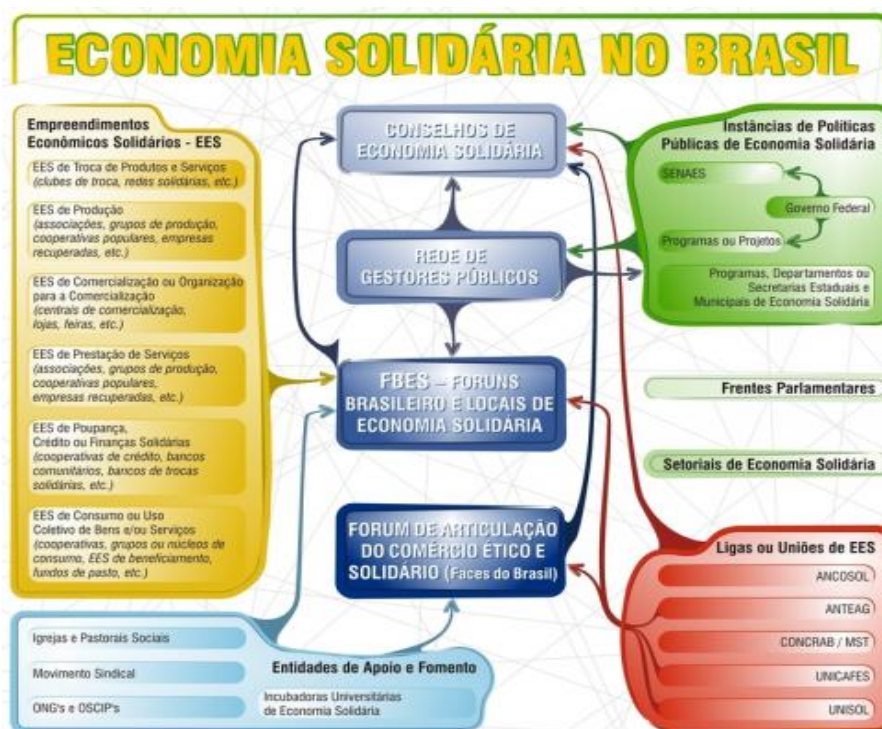 ECONOMIA SOLIDÁRIA NO BRASIL
Empreendimentos
Econômicos Solidários - EES
EES de Troca de Produtos e Serviços
(clubes de troca, redes solidárias, etc.)
EES de Produção
(associações, grupos de produção,
cooperativas populares, empresas
recuperadas, etc.)
EES de Comercialização ou Organização
para a Comercialização
(centrais de comercialização,
lojas, feiras, etc.)
EES de Prestação de Serviços
(associações, grupos de produção,
cooperativas populares,
empresas recuperadas, etc.)
EES de Poupança,
Crédito ou Finanças Solidárias
(cooperativas de crédito, bancos
comunitários, bancos de trocas
solidárias, etc.)
EES de Consumo ou Uso
Coletivo de Bens e/ou Serviços
(cooperativas, grupos ou núcleos de
consumo, EES de beneficiamento,
fundos de pasto, etc.)
CONSELHOS DE
ECONOMIA SOLIDÁRIA
REDE DE
GESTORES PÚBLICOS
FBES – FORUNS
BRASILEIRO E LOCAIS DE
ECONOMIA SOLIDÁRIA
FORUM DE ARTICULAÇÃO
DO COMÉRCIO ÉTICO E
SOLIDÁRIO (Faces do Brasil)
Instâncias de Políticas
Públicas de Economia Solidária
SENAES
Governo Federal
Programas ou Projetos
Programas, Departamentos ou
Secretarias Estaduais e
Municipais de Economia Solidária
Frentes Parlamentares
Setoriais de Economia Solidária
Ligas ou Uniões de EES
ANCOSOL
ANTEAG
CONCRAB / MST
UNICAFES
UNISOL
Igrejas e Pastorais Sociais
Movimento Sindical
ONG's e OSCIP's
Entidades de Apoio e Fomento
Incubadoras Universitárias
de Economia Solidária